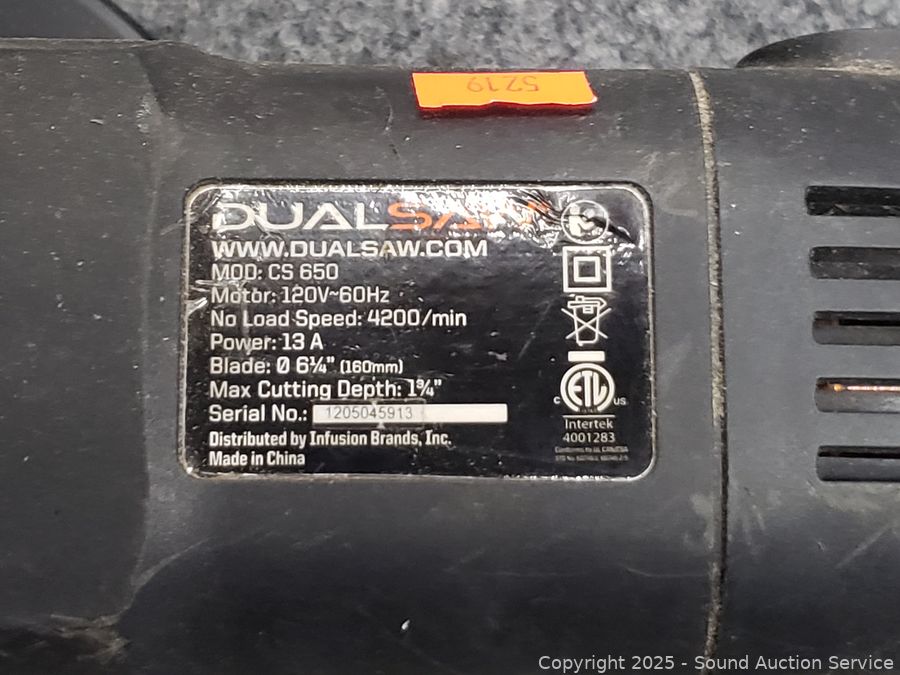 5219
DUALSAW
WWW.DUALSAW.COM
MOD: CS 650
Motor: 120V~60Hz
No Load Speed: 4200/min
Power: 13 A
Blade: Ø 6¼" (160mm)
Max Cutting Depth: 1¾"
Serial No.: 1205045913
Distributed by Infusion Brands, Inc.
Made in China
C ETL US
Intertek
4001283
Copyright 2025 - Sound Auction Service